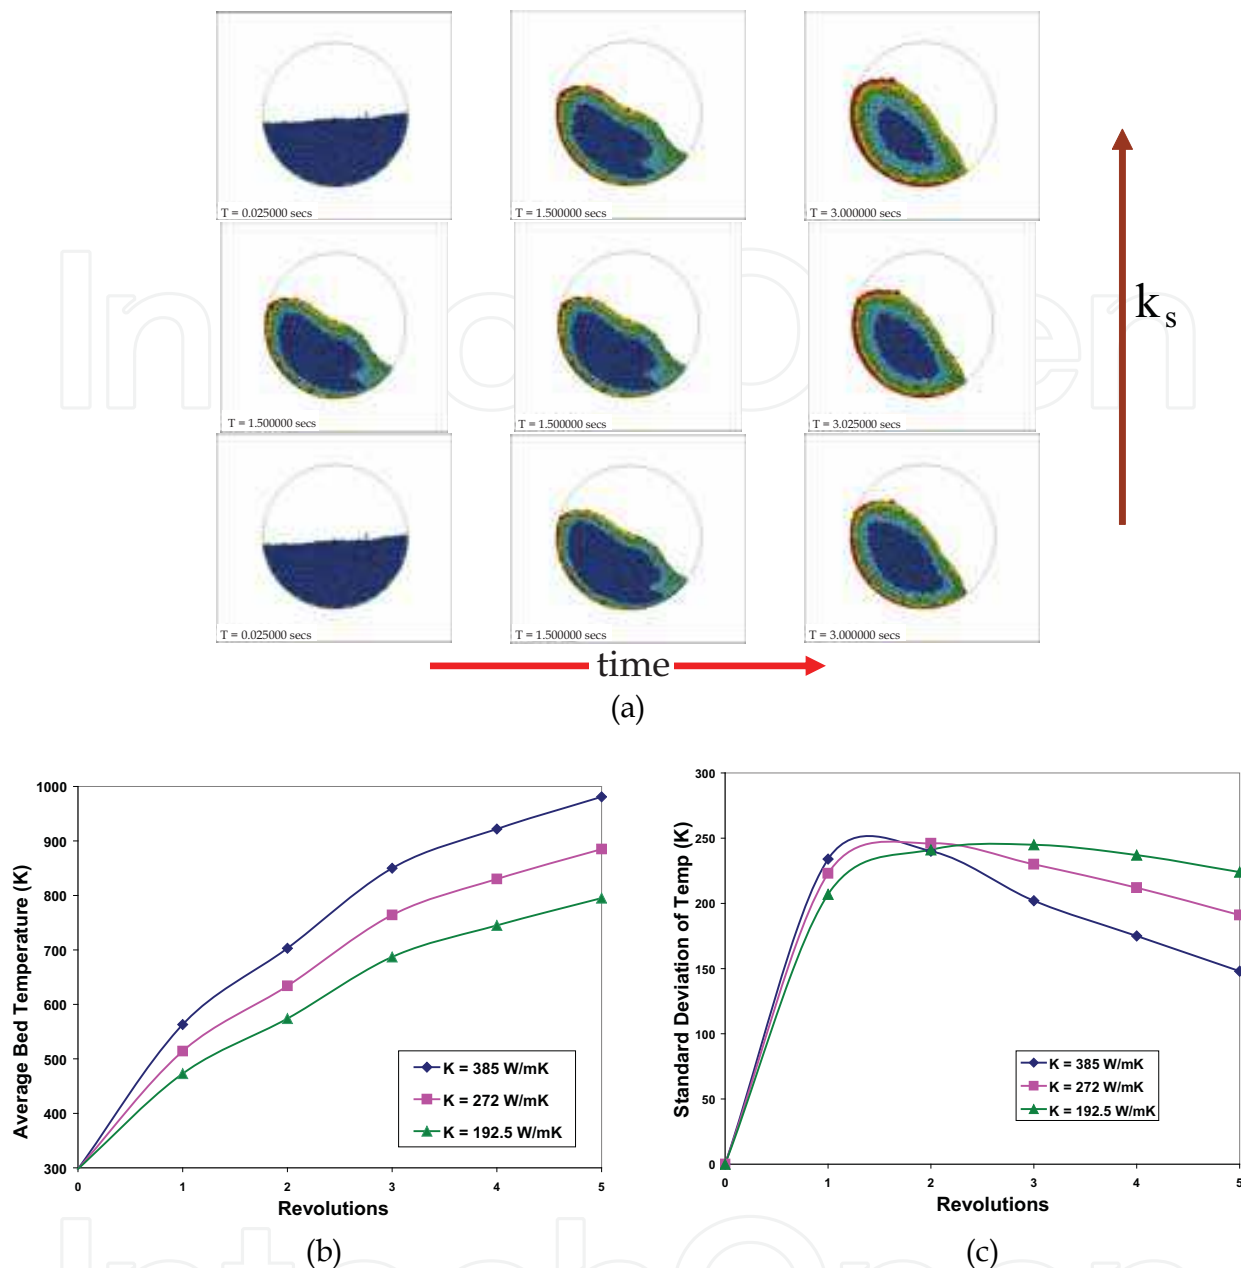 T = 0.025000 secs
T = 1.500000 secs
T = 3.000000 secs
T = 1.500000 secs
T = 1.500000 secs
T = 3.025000 secs
k s
T = 0.025000 secs
T = 1.500000 secs
T = 3.000000 secs
time
(a)
Average Bed Temperature (K)
1000
900
800
700
600
500
400
300
0 1 2 3 4 5
Revolutions
K = 385 W/mK
K = 272 W/mK
K = 192.5 W/mK
(b)
Standard Deviation of Temp (K)
300
250
200
150
100
50
0
0 1 2 3 4 5
Revolutions
K = 385 W/mK
K = 272 W/mK
K = 192.5 W/mK
(c)
IntechOpen
IntechOpen